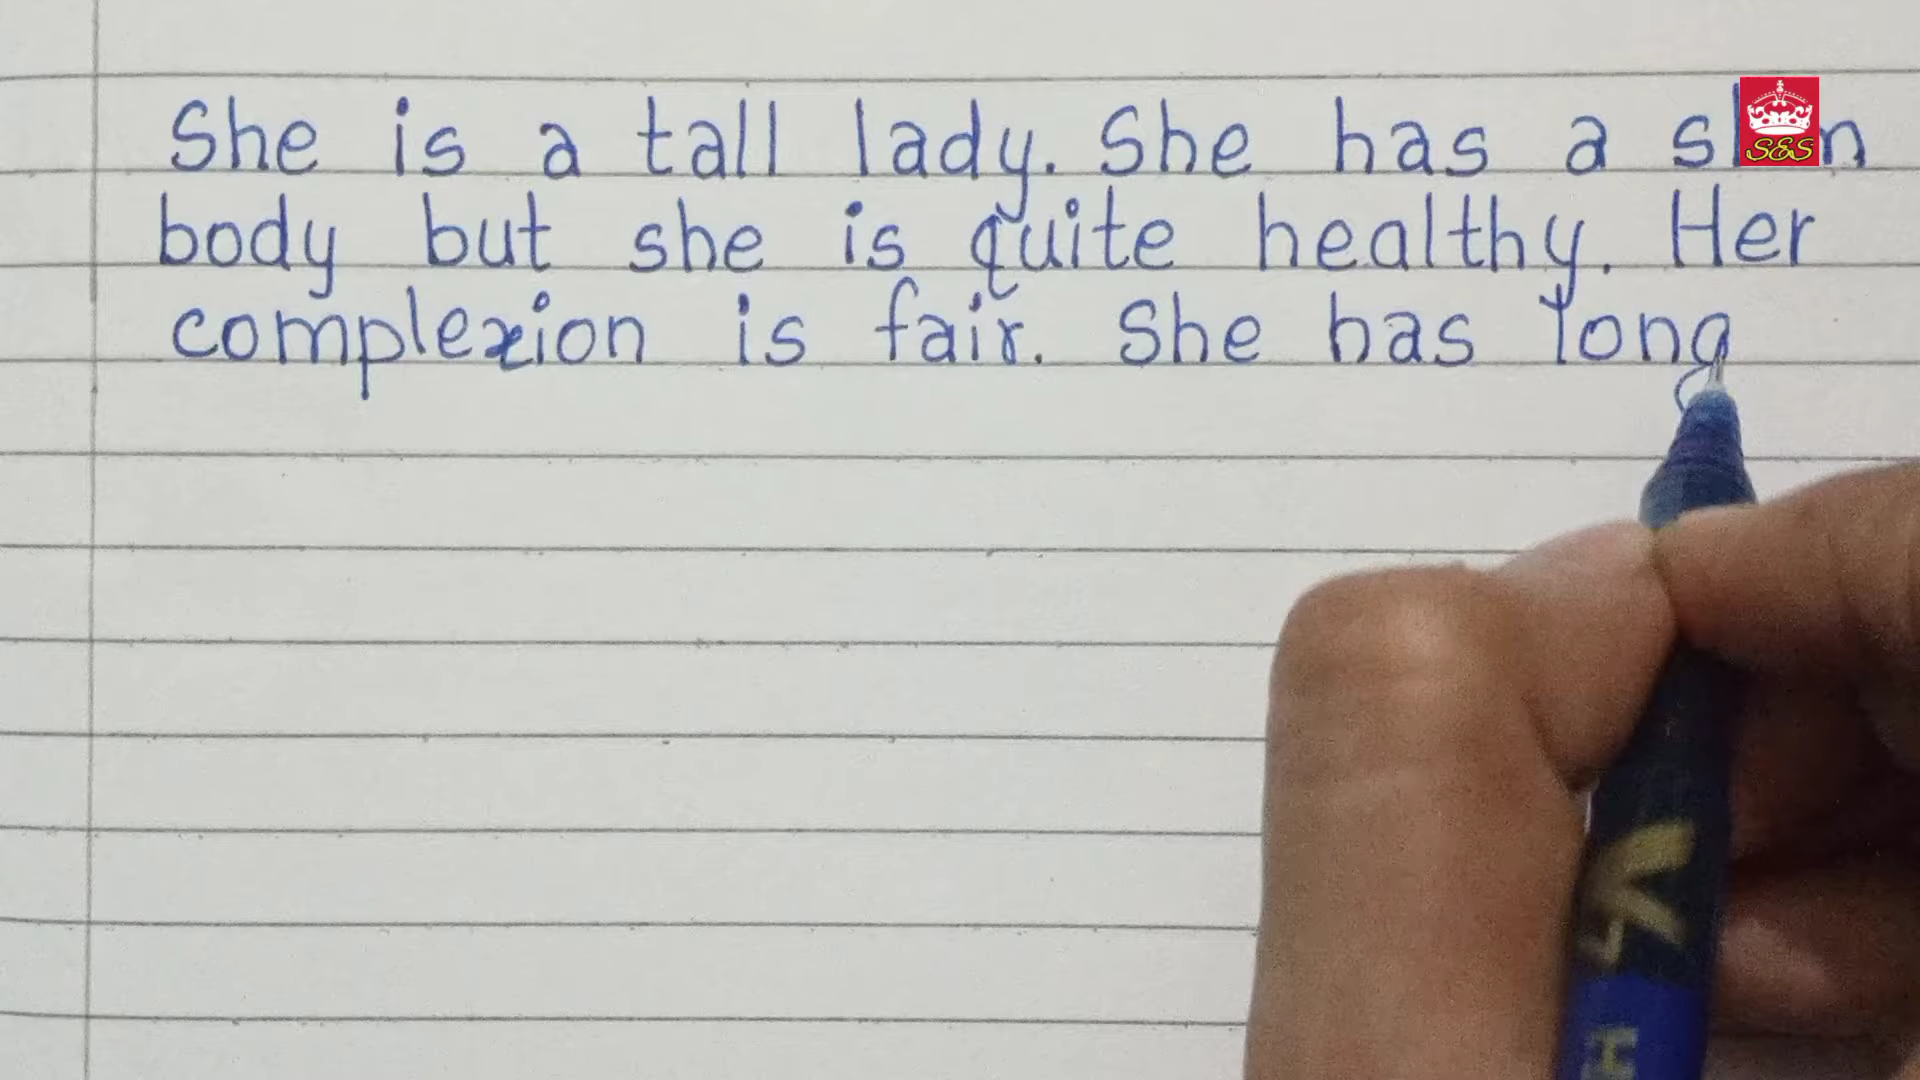 She is a tall lady. She has a
body but she is quite healthy. Her
complexion is fair. She has long
S&S